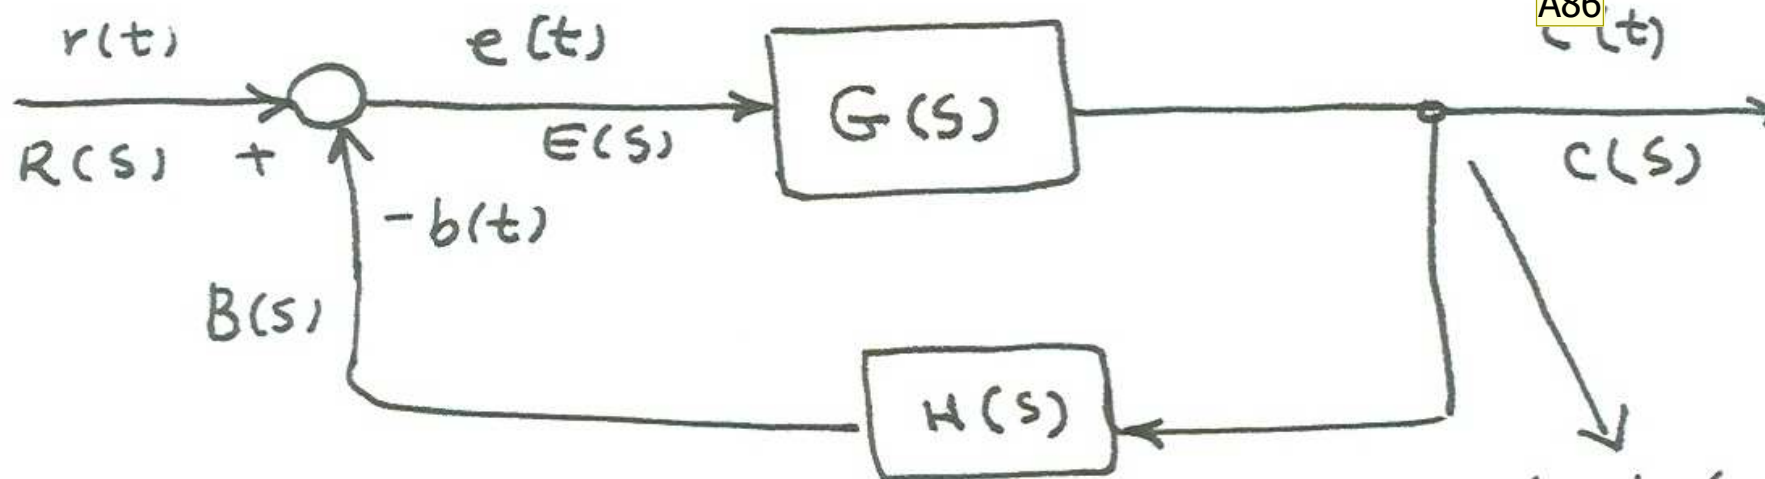 A86
r(t)
e(t)
(t)
R(S)
+
E(S)
G(S)
C(S)
-b(t)
B(S)
H(S)